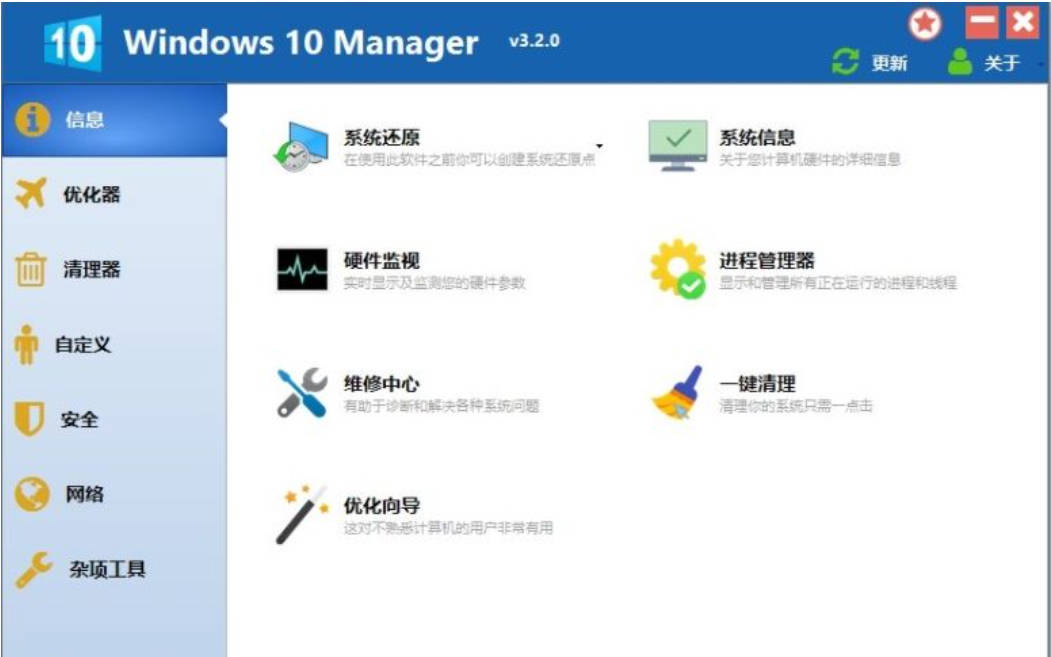 10 Windows 10 Manager v3.2.0
更新 关于
信息
优化器
清理器
自定义
安全
网络
杂项工具
系统还原
在使用此软件之前你可以创建系统还原点
系统信息
关于您计算机硬件的详细信息
硬件监视
实时显示及监测您的硬件参数
进程管理器
显示和管理所有正在运行的进程和线程
维修中心
有助于诊断和解决各种系统问题
一键清理
清理你的系统只需一点击
优化向导
这对不熟悉计算机的用户非常有用